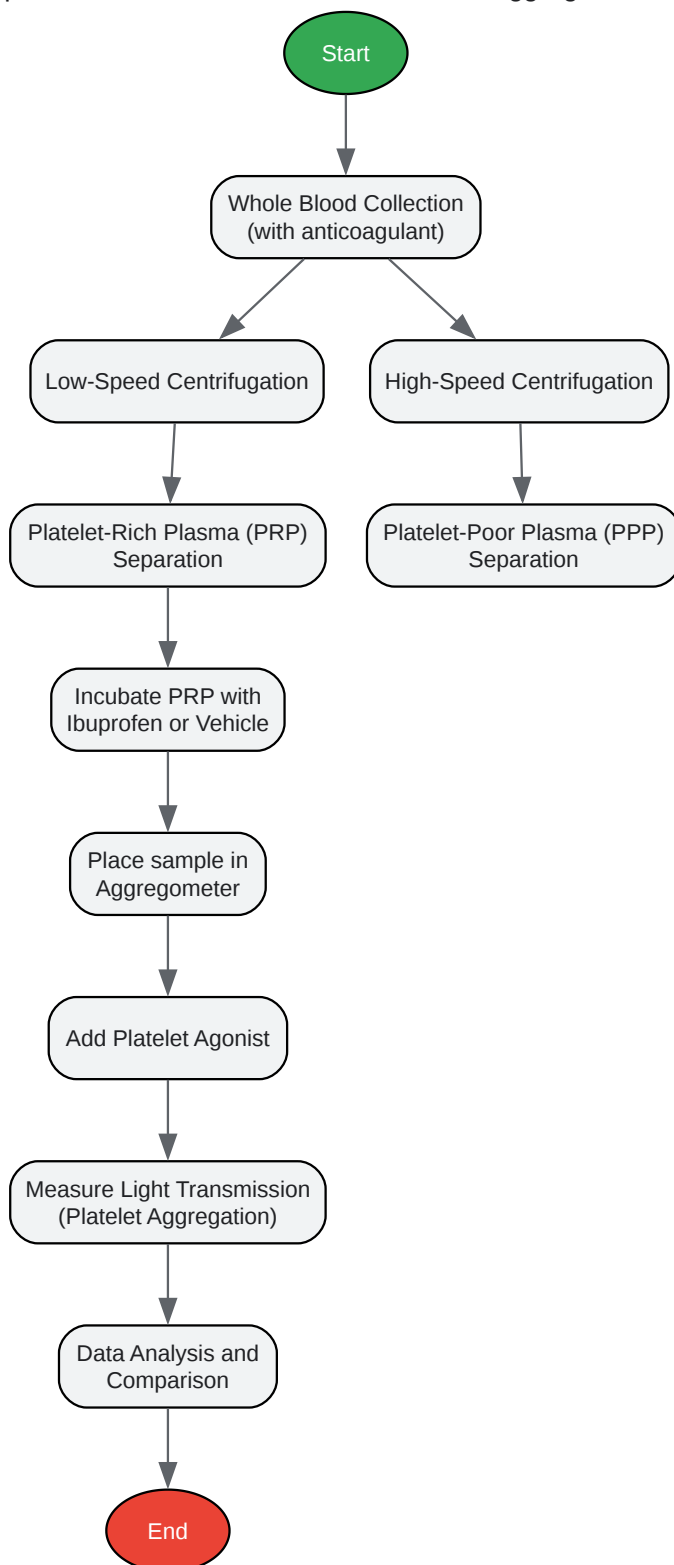 Start
Whole Blood Collection
(with anticoagulant)
Low-Speed Centrifugation
High-Speed Centrifugation
Platelet-Rich Plasma (PRP)
Separation
Platelet-Poor Plasma (PPP)
Separation
Incubate PRP with
Ibuprofen or Vehicle
Place sample in
Aggregometer
Add Platelet Agonist
Measure Light Transmission
(Platelet Aggregation)
Data Analysis and
Comparison
End